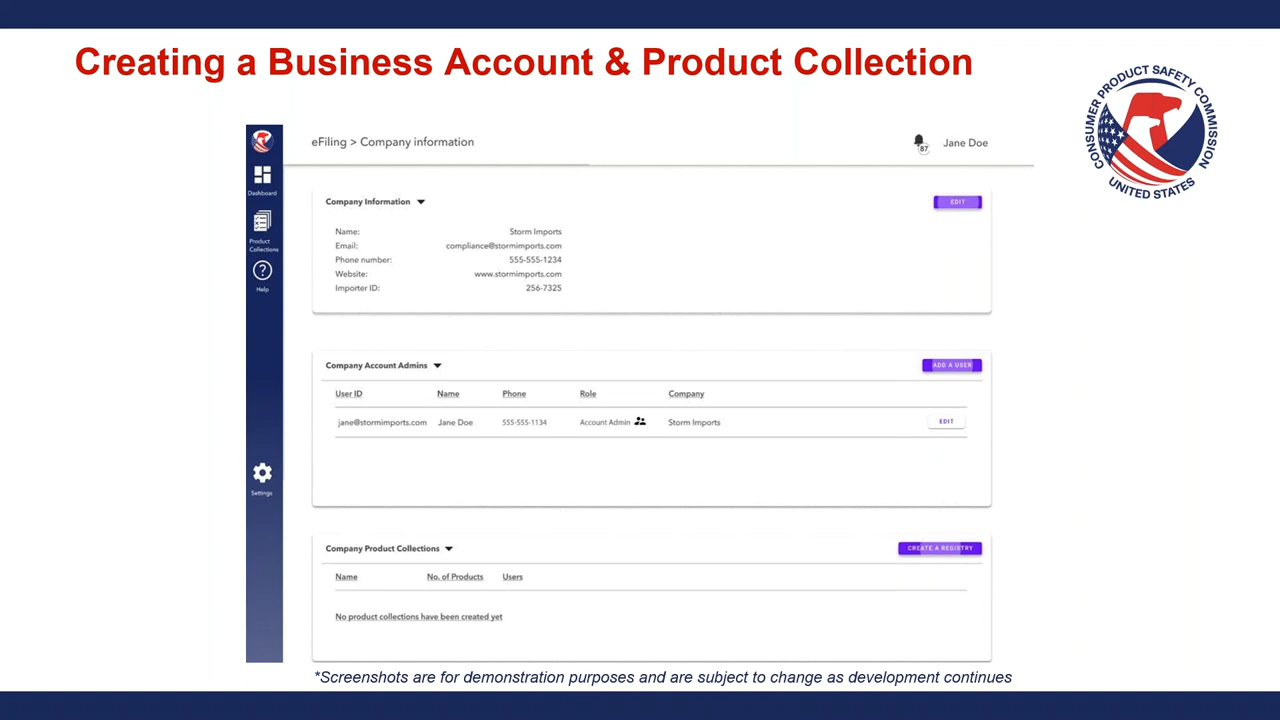 Creating a Business Account & Product Collection
CONSUMER PRODUCT SAFETY COMMISSION
UNITED STATES
eFiling > Company information
87
Jane Doe
Dashboard
Product
Collections
Help
Settings
Company Information
EDIT
Name: Storm Imports
Email: compliance@stormimports.com
Phone number: 555-555-1234
Website: www.stormimports.com
Importer ID: 256-7325
Company Account Admins
ADD A USER
User ID Name Phone Role Company
jane@stormimports.com Jane Doe 555-555-1134 Account Admin Storm Imports EDIT
Company Product Collections
CREATE A REGISTRY
Name No. of Products Users
No product collections have been created yet
*Screenshots are for demonstration purposes and are subject to change as development continues